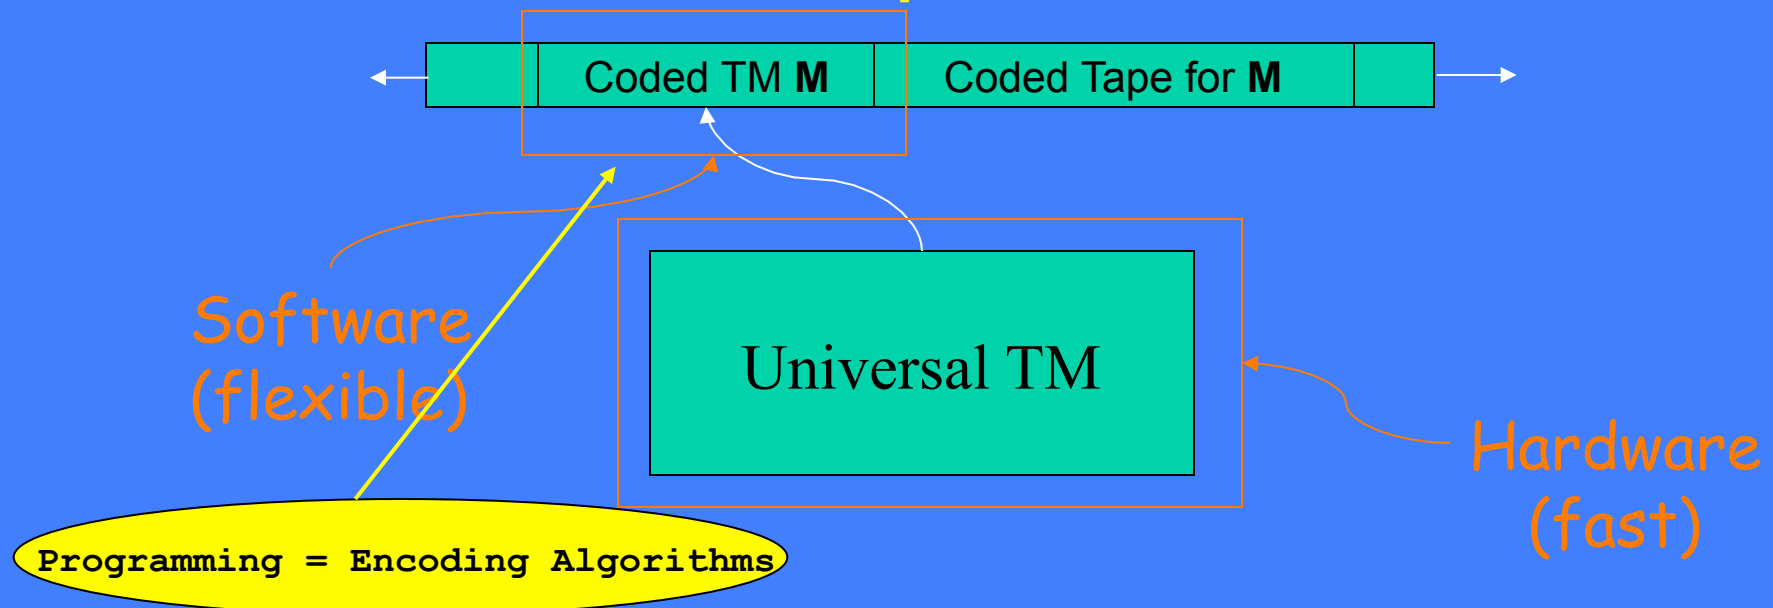 Coded TM M
Coded Tape for M
Software
(flexible)
Universal TM
Hardware
(fast)
Programming = Encoding Algorithms